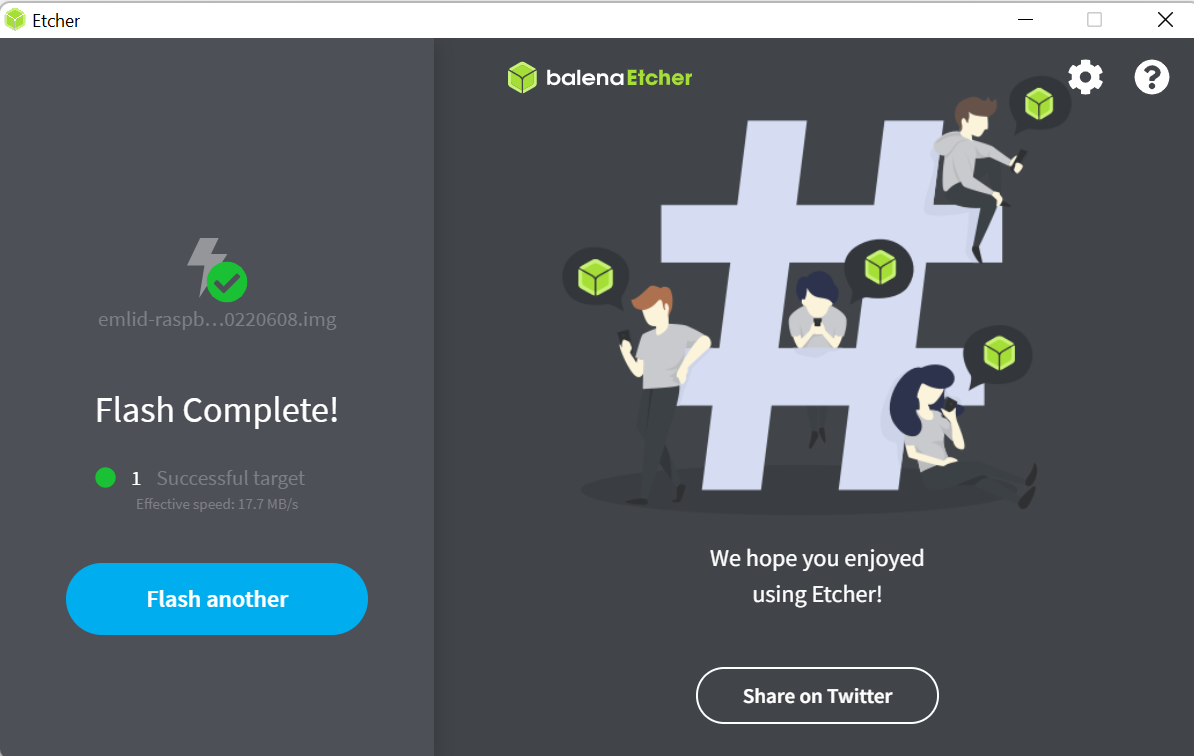 Etcher
balenaEtcher
emlid-raspb…0220608.img
Flash Complete!
1 Successful target
Effective speed: 17.7 MB/s
Flash another
We hope you enjoyed
using Etcher!
Share on Twitter